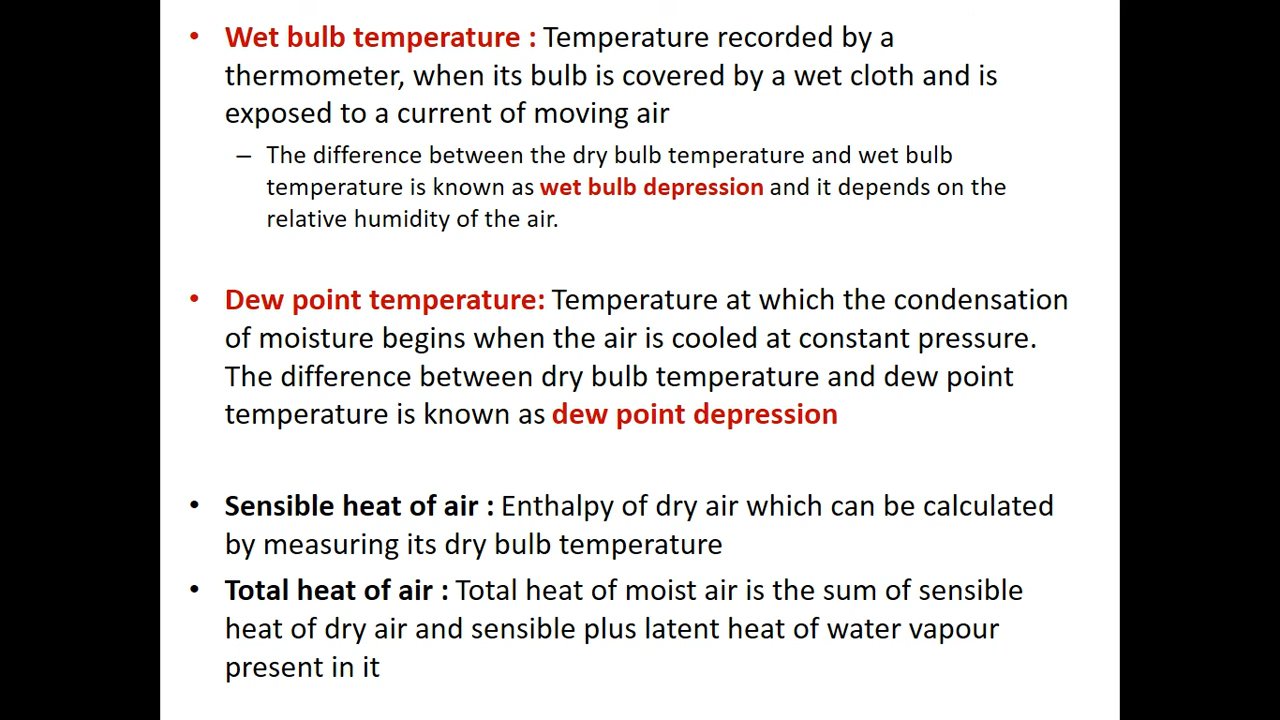 • Wet bulb temperature : Temperature recorded by a
thermometer, when its bulb is covered by a wet cloth and is
exposed to a current of moving air
– The difference between the dry bulb temperature and wet bulb
temperature is known as wet bulb depression and it depends on the
relative humidity of the air.
• Dew point temperature: Temperature at which the condensation
of moisture begins when the air is cooled at constant pressure.
The difference between dry bulb temperature and dew point
temperature is known as dew point depression
• Sensible heat of air : Enthalpy of dry air which can be calculated
by measuring its dry bulb temperature
• Total heat of air : Total heat of moist air is the sum of sensible
heat of dry air and sensible plus latent heat of water vapour
present in it